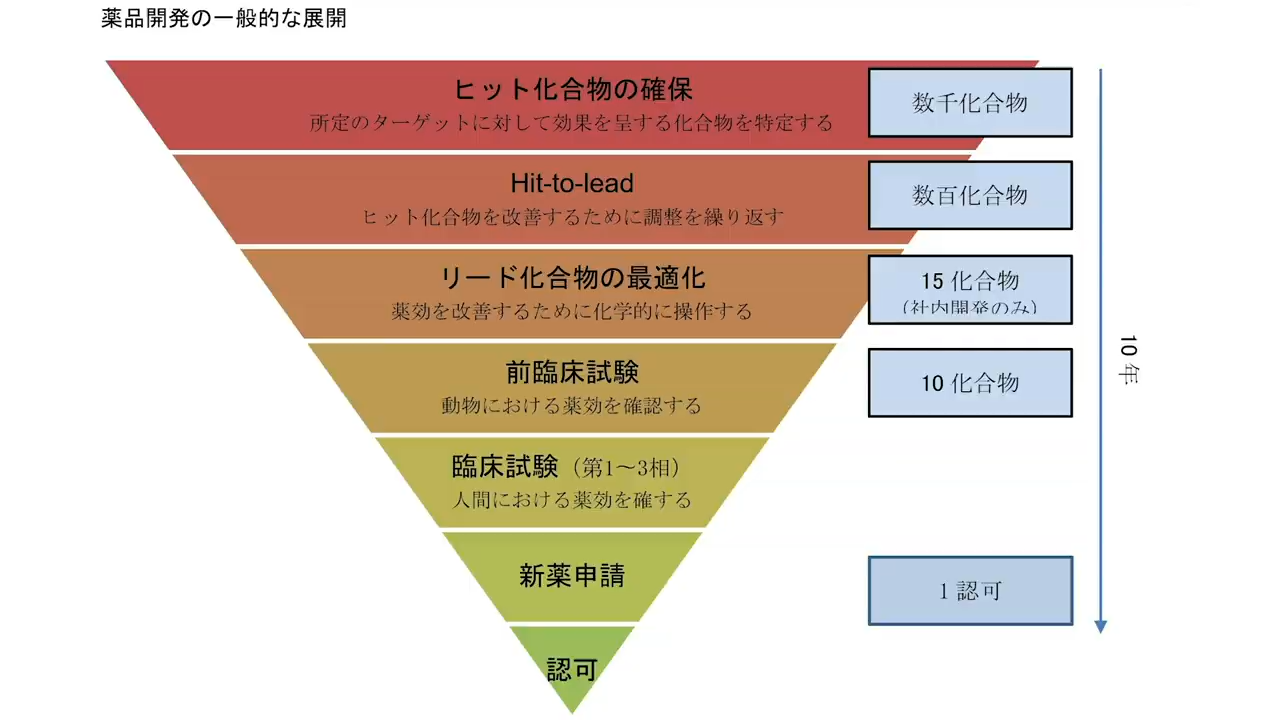 薬品開発の一般的な展開
ヒット化合物の確保
所定のターゲットに対して効果を呈する化合物を特定する
数千化合物
Hit-to-lead
ヒット化合物を改善するために調整を繰り返す
数百化合物
リード化合物の最適化
薬効を改善するために化学的に操作する
15 化合物
（社内開発のみ）
前臨床試験
動物における薬効を確認する
10 化合物
臨床試験（第1～3相）
人間における薬効を確する
新薬申請
1 認可
認可
10 年